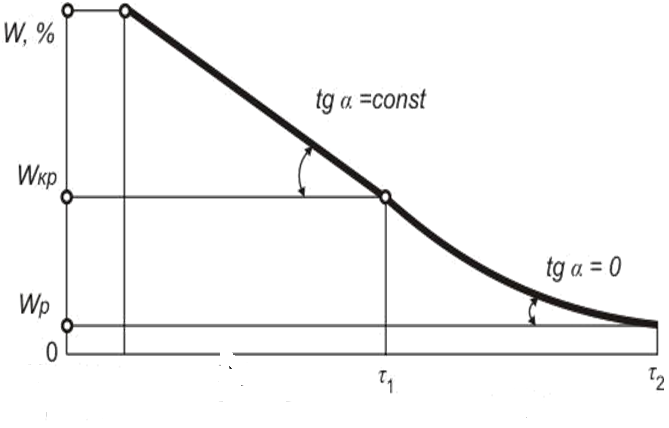 W, %
tg α =const
Wкр
tg α = 0
Wр
0
τ1
τ2